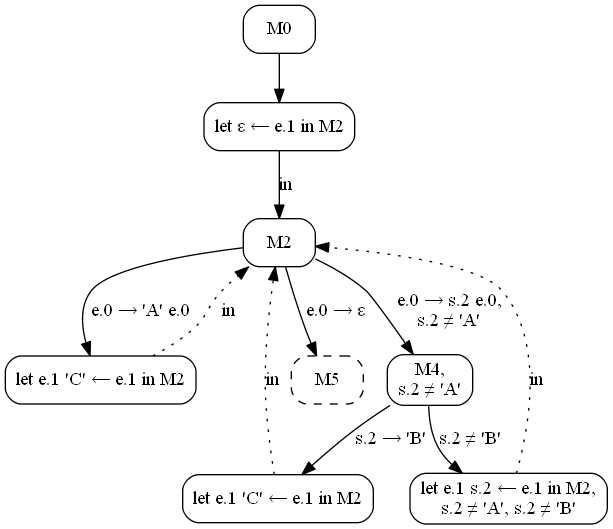 M0
let ε ← e.1 in M2
in
M2
e.0 → 'A' e.0
in
e.0 → ε
e.0 → s.2 e.0,
s.2 ≠ 'A'
let e.1 'C' ← e.1 in M2
in
M5
M4,
s.2 ≠ 'A'
in
s.2 → 'B'
s.2 ≠ 'B'
let e.1 'C' ← e.1 in M2
let e.1 s.2 ← e.1 in M2,
s.2 ≠ 'A', s.2 ≠ 'B'